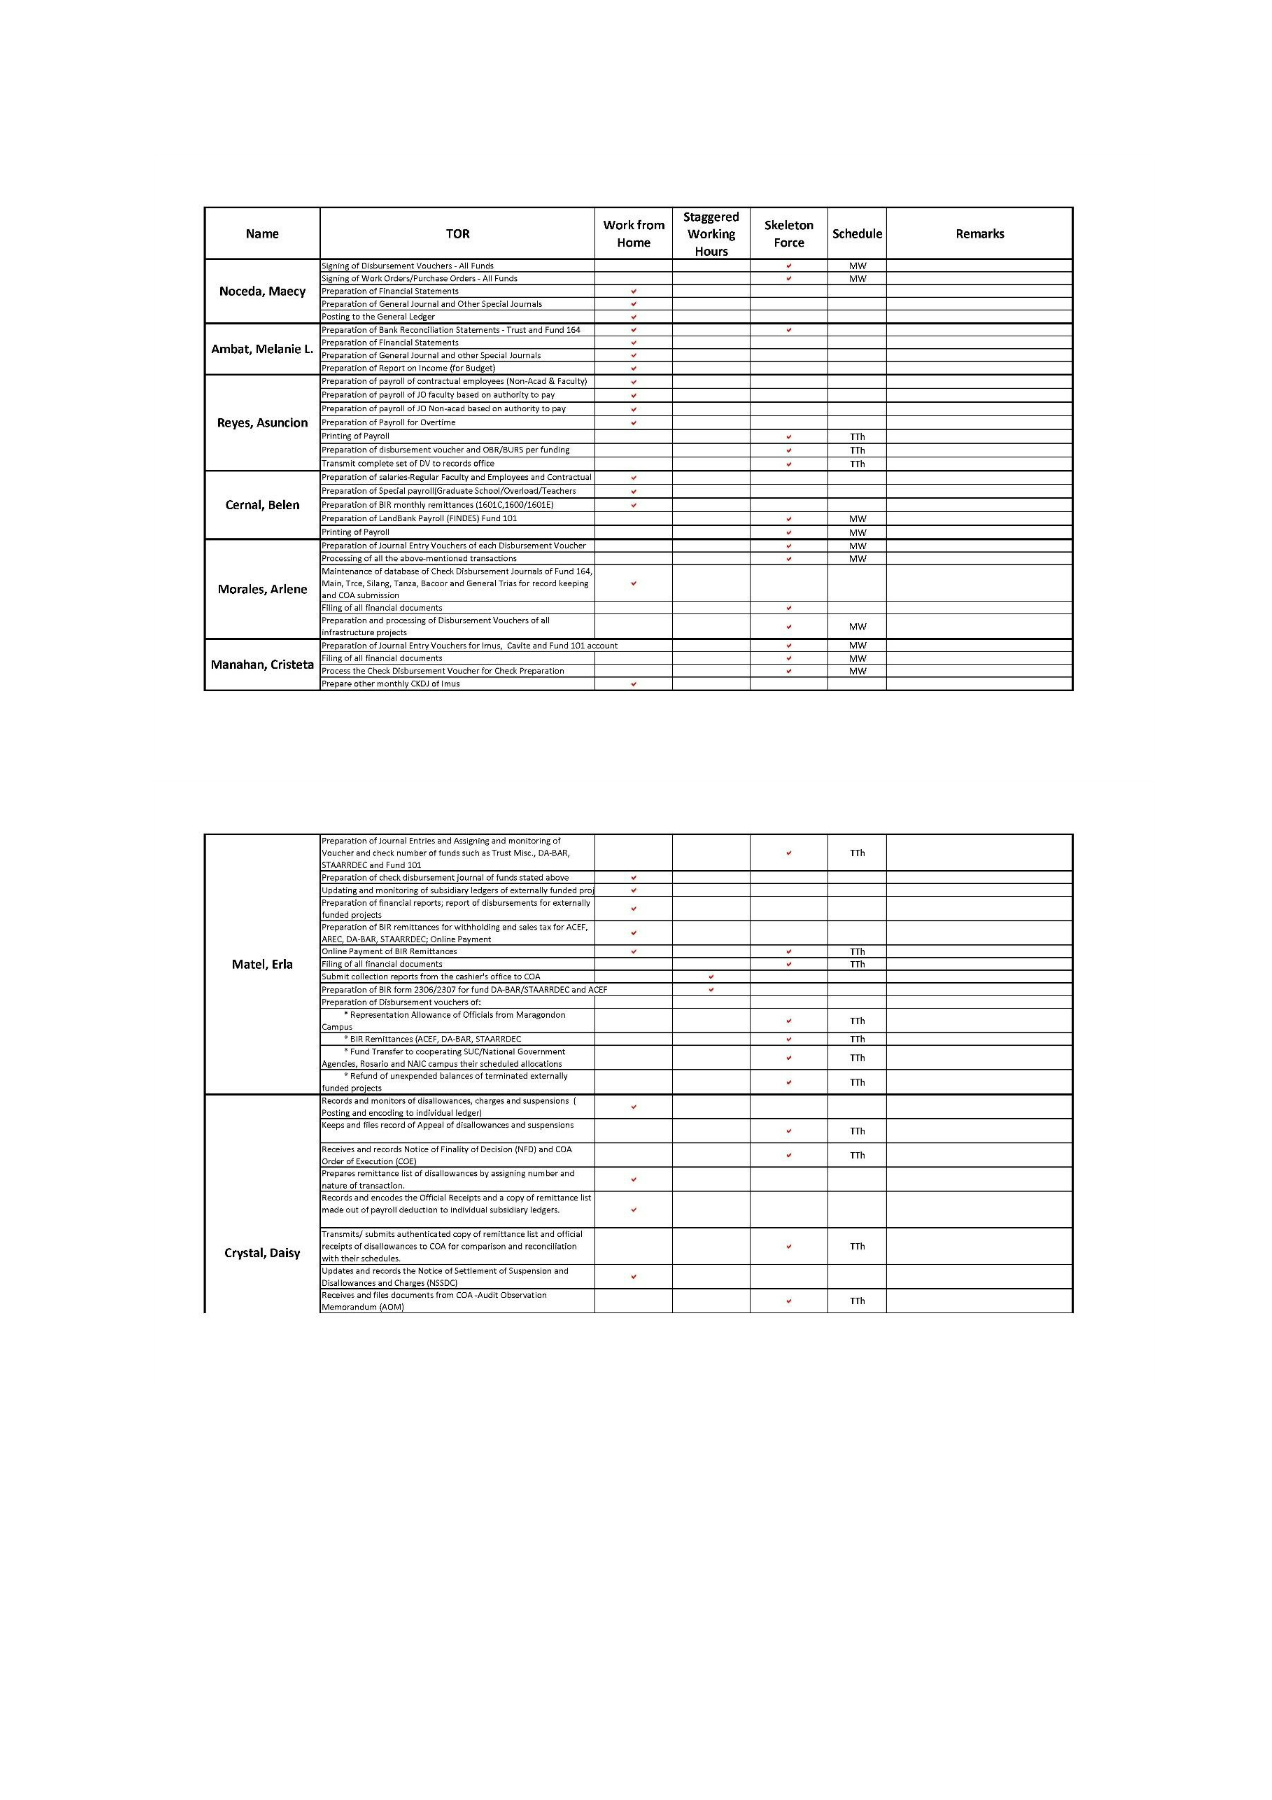 Name TOR Work from Home Staggered Working Hours Skeleton Force Schedule Remarks
Noceda, Maecy
Signing of Disbursement Vouchers - All Funds ✓ MW
Signing of Work Orders/Purchase Orders - All Funds ✓ MW
Preparation of Financial Statements ✓
Preparation of General Journal and Other Special Journals ✓
Posting to the General Ledger ✓
Ambat, Melanie L.
Preparation of Bank Reconciliation Statements - Trust and Fund 164 ✓ ✓
Preparation of Financial Statements ✓
Preparation of General Journal and other Special Journals ✓
Preparation of Report on Income (for Budget) ✓
Reyes, Asuncion
Preparation of payroll of contractual employees (Non-Acad & Faculty) ✓
Preparation of payroll of JO faculty based on authority to pay ✓
Preparation of payroll of JO Non-acad based on authority to pay ✓
Preparation of Payroll for Overtime ✓
Printing of Payroll ✓ TTh
Preparation of disbursement voucher and OBR/BURS per funding ✓ TTh
Transmit complete set of DV to records office ✓ TTh
Cernal, Belen
Preparation of salaries-Regular Faculty and Employees and Contractual ✓
Preparation of Special payroll(Graduate School/Overload/Teachers ✓
Preparation of BIR monthly remittances (1601C,1600/1601E) ✓
Preparation of LandBank Payroll (FINDES) Fund 101 ✓ MW
Printing of Payroll ✓ MW
Morales, Arlene
Preparation of Journal Entry Vouchers of each Disbursement Voucher ✓ MW
Processing of all the above-mentioned transactions ✓ MW
Maintenance of database of Check Disbursement Journals of Fund 164,
Main, Trce, Silang, Tanza, Bacoor and General Trias for record keeping ✓
and COA submission
Filing of all financial documents ✓
Preparation and processing of Disbursement Vouchers of all
infrastructure projects ✓ MW
Manahan, Cristeta
Preparation of Journal Entry Vouchers for Imus, Cavite and Fund 101 account ✓ MW
Filing of all financial documents ✓ MW
Process the Check Disbursement Voucher for Check Preparation ✓ MW
Prepare other monthly CKDJ of Imus ✓
Matel, Erla
Preparation of Journal Entries and Assigning and monitoring of
Voucher and check number of funds such as Trust Misc., DA-BAR, ✓ TTh
STAARRDEC and Fund 101
Preparation of check disbursement journal of funds stated above ✓
Updating and monitoring of subsidiary ledgers of externally funded proj ✓
Preparation of financial reports; report of disbursements for externally
funded projects ✓
Preparation of BIR remittances for withholding and sales tax for ACEF,
AREC, DA-BAR, STAARRDEC; Online Payment ✓
Online Payment of BIR Remittances ✓ ✓ TTh
Filing of all financial documents ✓ TTh
Submit collection reports from the cashier's office to COA ✓
Preparation of BIR form 2306/2307 for fund DA-BAR/STAARRDEC and ACEF ✓
Preparation of Disbursement vouchers of:
* Representation Allowance of Officials from Maragondon
Campus ✓ TTh
* BIR Remittances (ACEF, DA-BAR, STAARRDEC ✓ TTh
* Fund Transfer to cooperating SUC/National Government
Agencies, Rosario and NAIC campus their scheduled allocations ✓ TTh
* Refund of unexpended balances of terminated externally
funded projects ✓ TTh
Crystal, Daisy
Records and monitors of disallowances, charges and suspensions (
Posting and encoding to individual ledger) ✓
Keeps and files record of Appeal of disallowances and suspensions ✓ TTh
Receives and records Notice of Finality of Decision (NFD) and COA
Order of Execution (COE) ✓ TTh
Prepares remittance list of disallowances by assigning number and
nature of transaction. ✓
Records and encodes the Official Receipts and a copy of remittance list
made out of payroll deduction to individual subsidiary ledgers. ✓
Transmits/ submits authenticated copy of remittance list and official
receipts of disallowances to COA for comparison and reconciliation ✓ TTh
with their schedules.
Updates and records the Notice of Settlement of Suspension and
Disallowances and Charges (NSSDC) ✓
Receives and files documents from COA -Audit Observation
Memorandum (AOM) ✓ TTh